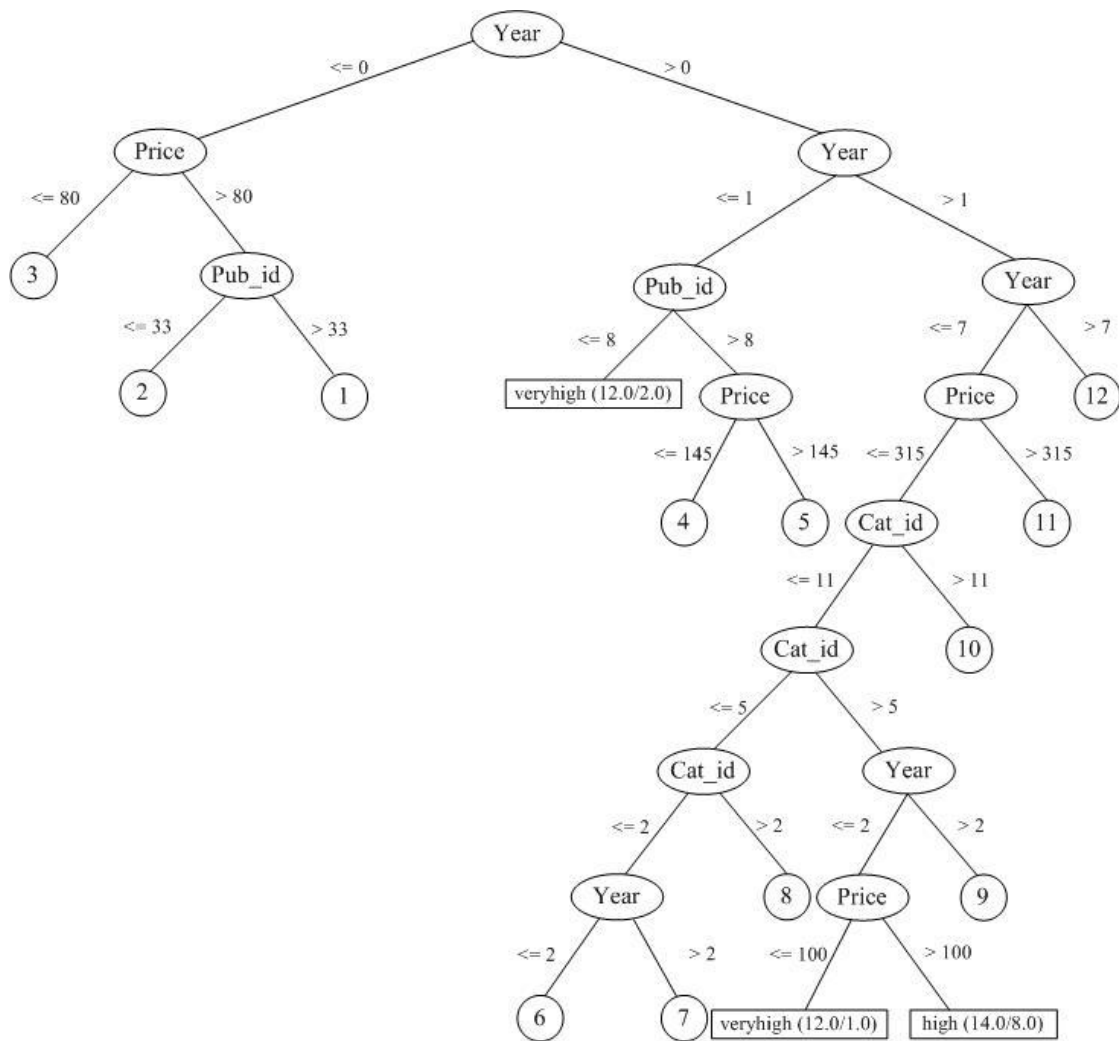 Year
<= 0
> 0
Price
Year
<= 80
> 80
<= 1
> 1
3
Pub_id
Pub_id
Year
<= 33
> 33
<= 8
> 8
<= 7
> 7
2
1
veryhigh (12.0/2.0)
Price
Price
12
<= 145
> 145
<= 315
> 315
4
5
Cat_id
11
<= 11
> 11
Cat_id
10
<= 5
> 5
Cat_id
Year
<= 2
> 2
<= 2
> 2
Year
8
Price
9
<= 2
> 2
<= 100
> 100
6
7
veryhigh (12.0/1.0)
high (14.0/8.0)